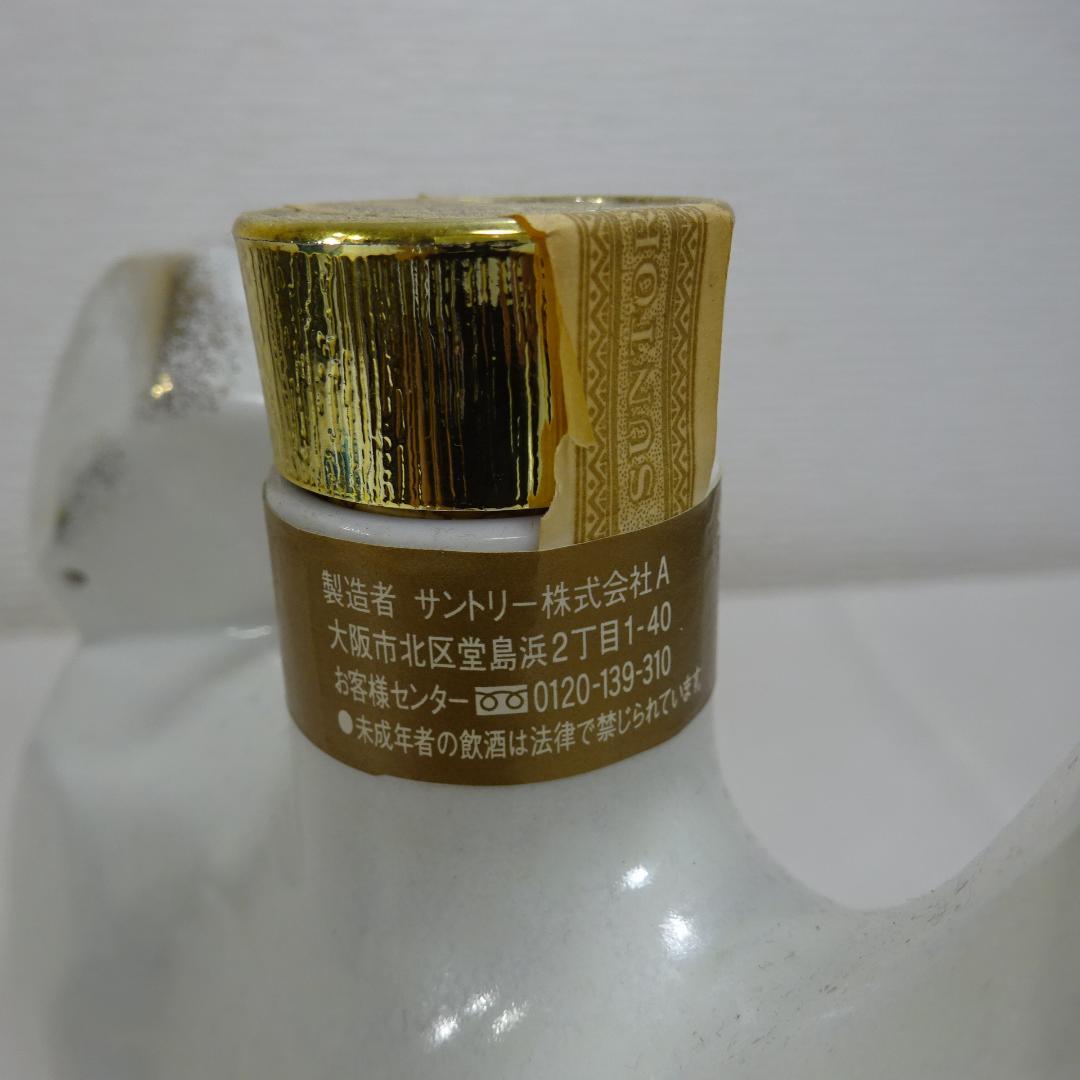 SUNTOR
製造者 サントリー株式会社A
大阪市北区堂島浜2丁目1-40
お客様センター 0120-139-310
●未成年者の飲酒は法律で禁じられています